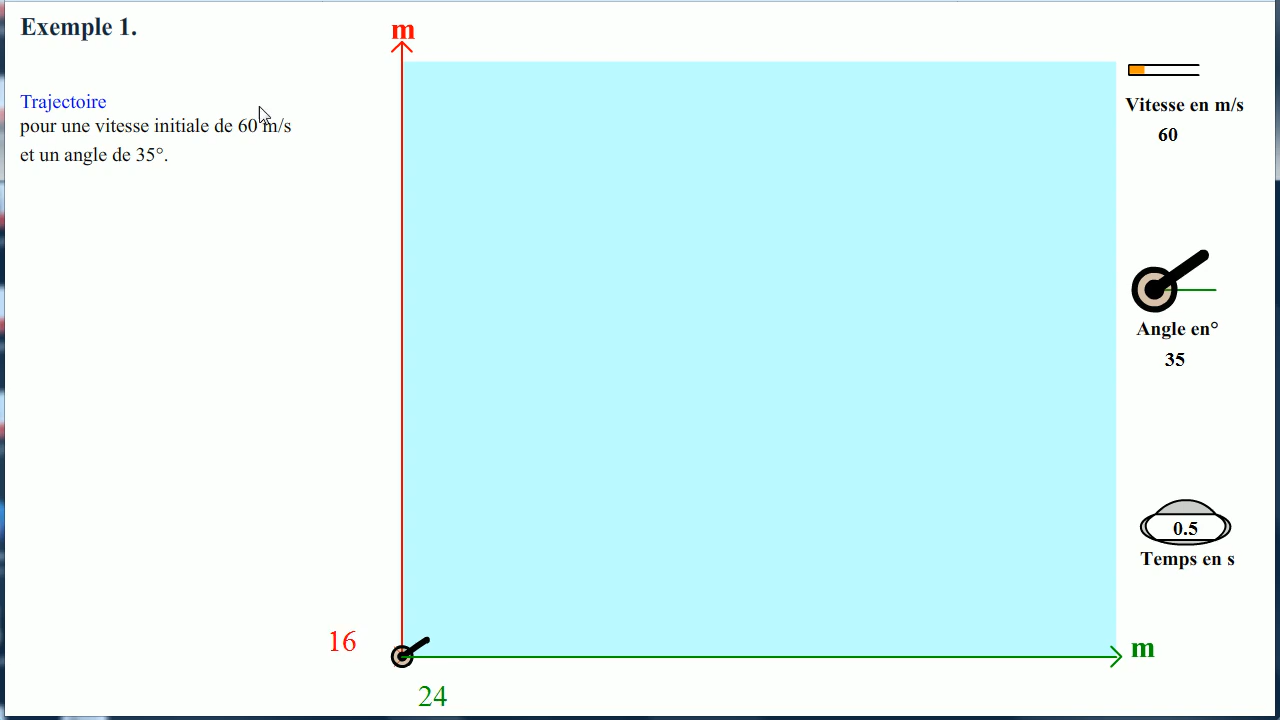 Exemple 1.
Trajectoire
pour une vitesse initiale de 60 m/s
et un angle de 35°.
m
Vitesse en m/s
60
Angle en°
35
0.5
Temps en s
16
m
24